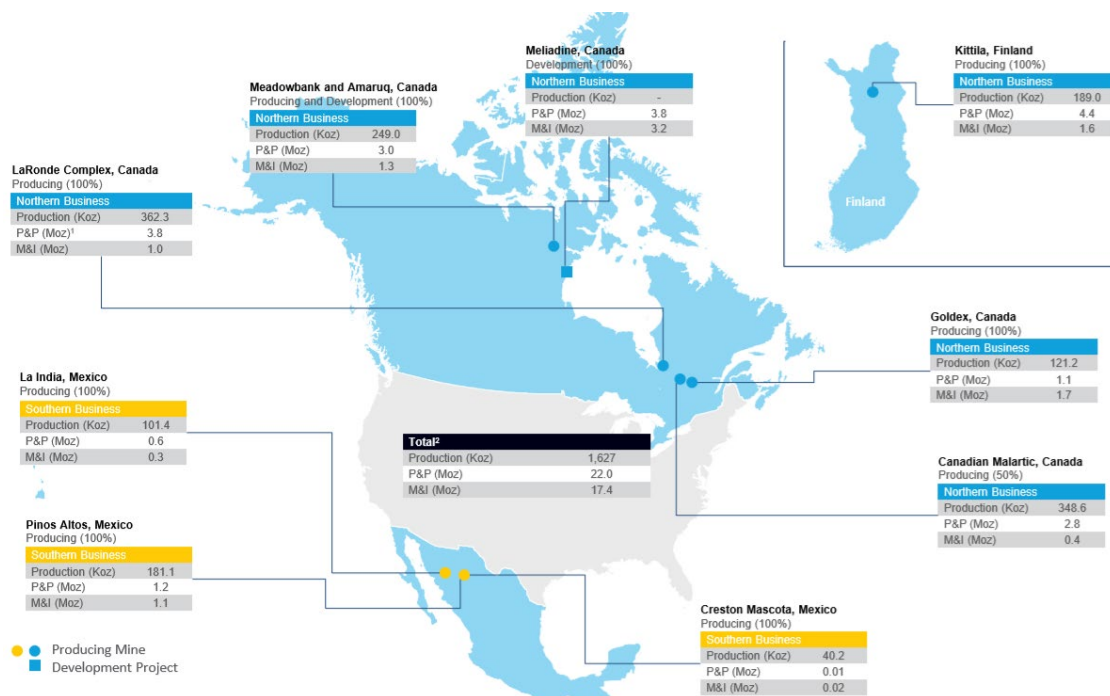 Meliadine, Canada
Development (100%)
Northern Business
Production (Koz) -
P&P (Moz) 3.8
M&I (Moz) 3.2
Kittila, Finland
Producing (100%)
Northern Business
Production (Koz) 189.0
P&P (Moz) 4.4
M&I (Moz) 1.6
Finland
Meadowbank and Amaruq, Canada
Producing and Development (100%)
Northern Business
Production (Koz) 249.0
P&P (Moz) 3.0
M&I (Moz) 1.3
LaRonde Complex, Canada
Producing (100%)
Northern Business
Production (Koz) 362.3
P&P (Moz)¹ 3.8
M&I (Moz) 1.0
Goldex, Canada
Producing (100%)
Northern Business
Production (Koz) 121.2
P&P (Moz) 1.1
M&I (Moz) 1.7
La India, Mexico
Producing (100%)
Southern Business
Production (Koz) 101.4
P&P (Moz) 0.6
M&I (Moz) 0.3
Total²
Production (Koz) 1,627
P&P (Moz) 22.0
M&I (Moz) 17.4
Canadian Malartic, Canada
Producing (50%)
Northern Business
Production (Koz) 348.6
P&P (Moz) 2.8
M&I (Moz) 0.4
Pinos Altos, Mexico
Producing (100%)
Southern Business
Production (Koz) 181.1
P&P (Moz) 1.2
M&I (Moz) 1.1
Creston Mascota, Mexico
Producing (100%)
Southern Business
Production (Koz) 40.2
P&P (Moz) 0.01
M&I (Moz) 0.02
Producing Mine
Development Project